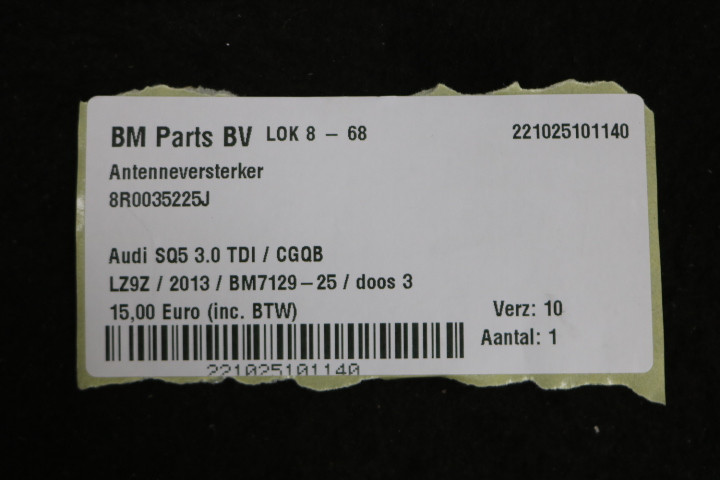 BM Parts BV LOK 8 – 68 221025101140
Antenneversterker
8R0035225J
Audi SQ5 3.0 TDI / CGQB
LZ9Z / 2013 / BM7129–25 / doos 3
15,00 Euro (inc. BTW) Verz: 10
Aantal: 1
221025101140